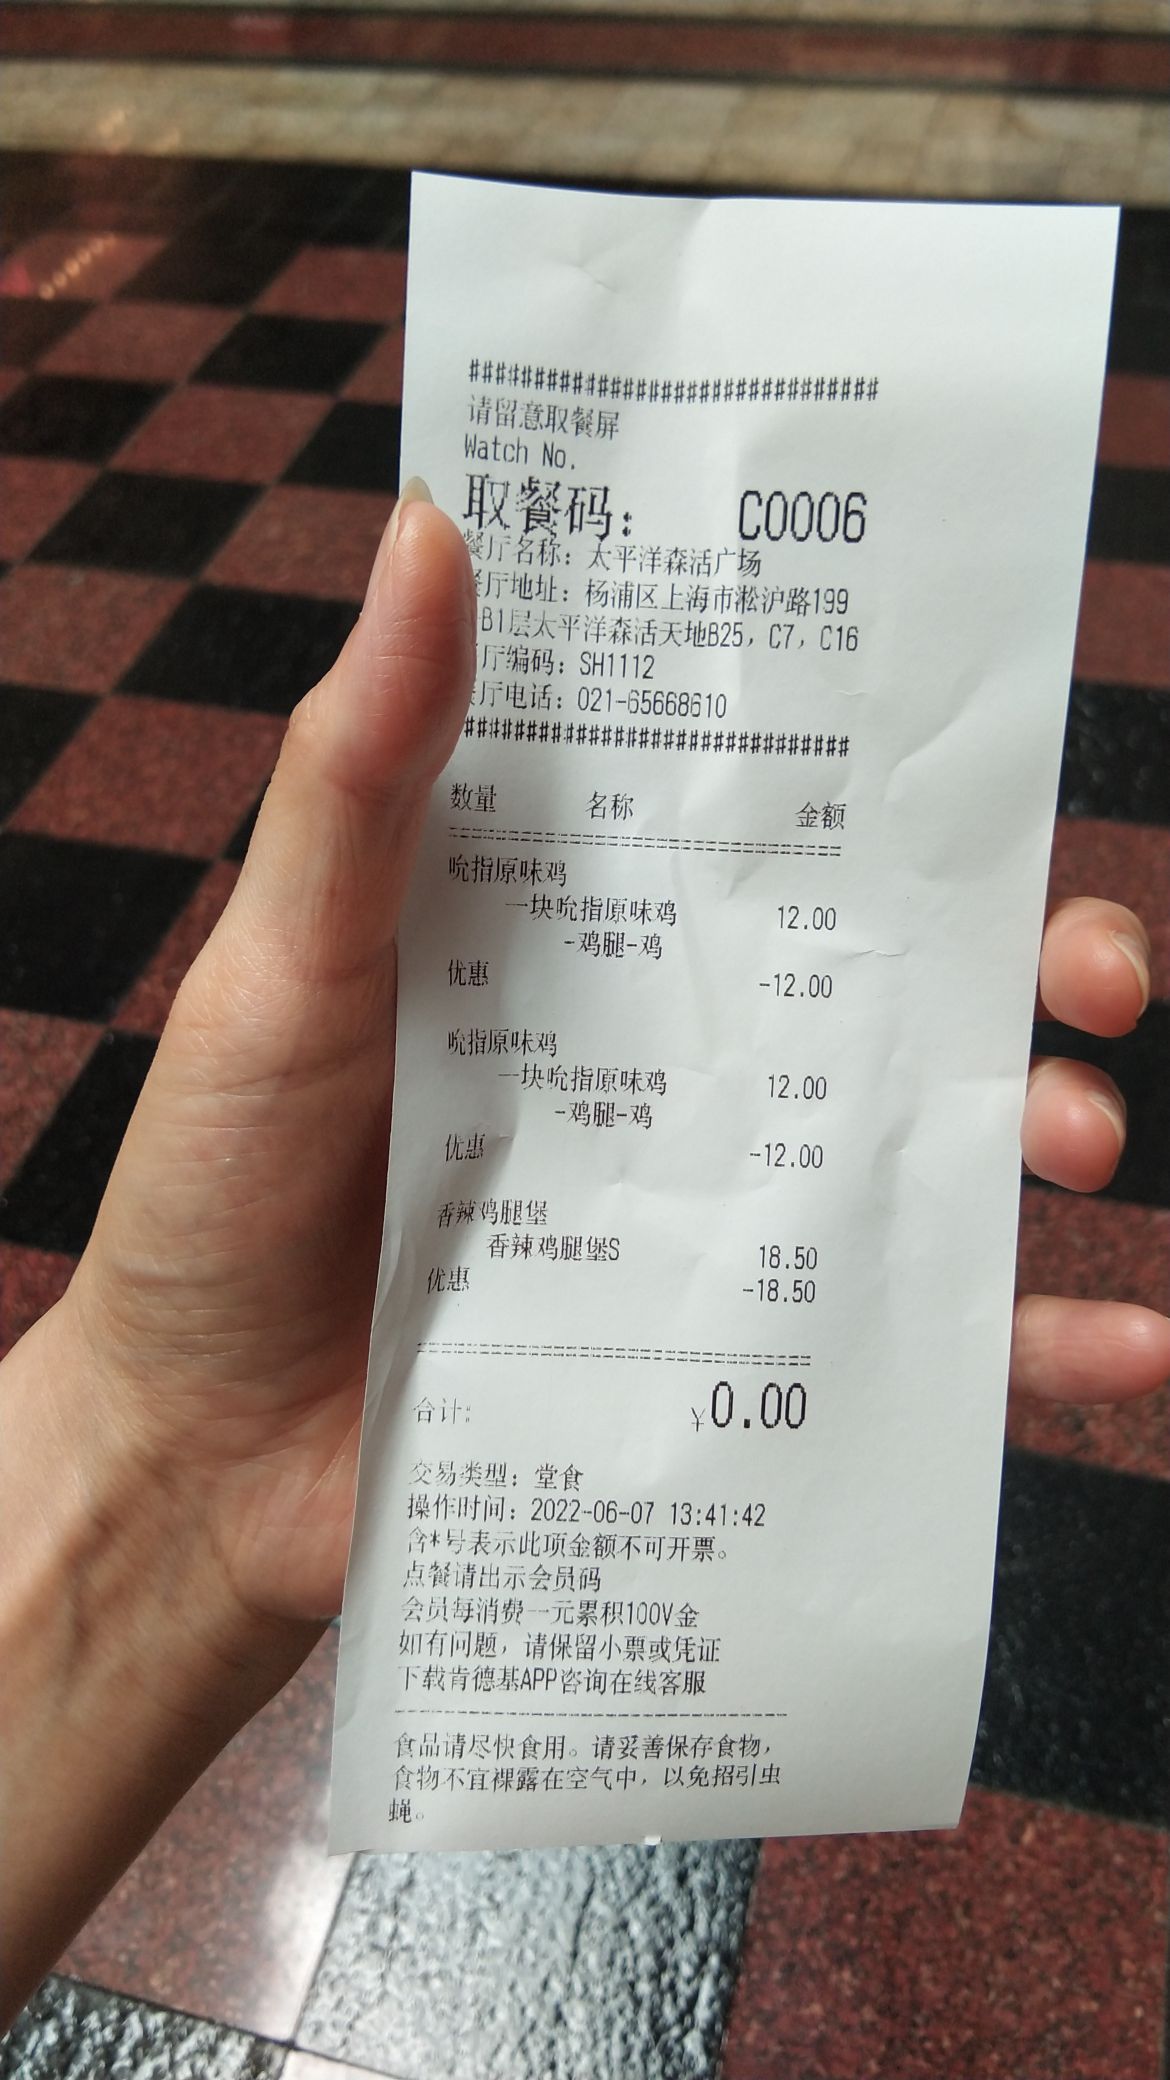 ################################
请留意取餐屏
Watch No.
取餐码： C0006
餐厅名称：太平洋森活广场
餐厅地址：杨浦区上海市淞沪路199
-B1层太平洋森活天地B25，C7，C16
厅编码：SH1112
厅电话：021-65668610
##############################
数量 名称 金额
吮指原味鸡
一块吮指原味鸡 12.00
-鸡腿-鸡
优惠 -12.00
吮指原味鸡
一块吮指原味鸡 12.00
-鸡腿-鸡
优惠 -12.00
香辣鸡腿堡
香辣鸡腿堡S 18.50
优惠 -18.50
合计: ¥0.00
交易类型：堂食
操作时间：2022-06-07 13:41:42
含*号表示此项金额不可开票。
点餐请出示会员码
会员每消费一元累积100V金
如有问题，请保留小票或凭证
下载肯德基APP咨询在线客服
食品请尽快食用。请妥善保存食物，
食物不宜裸露在空气中，以免招引虫
蝇。